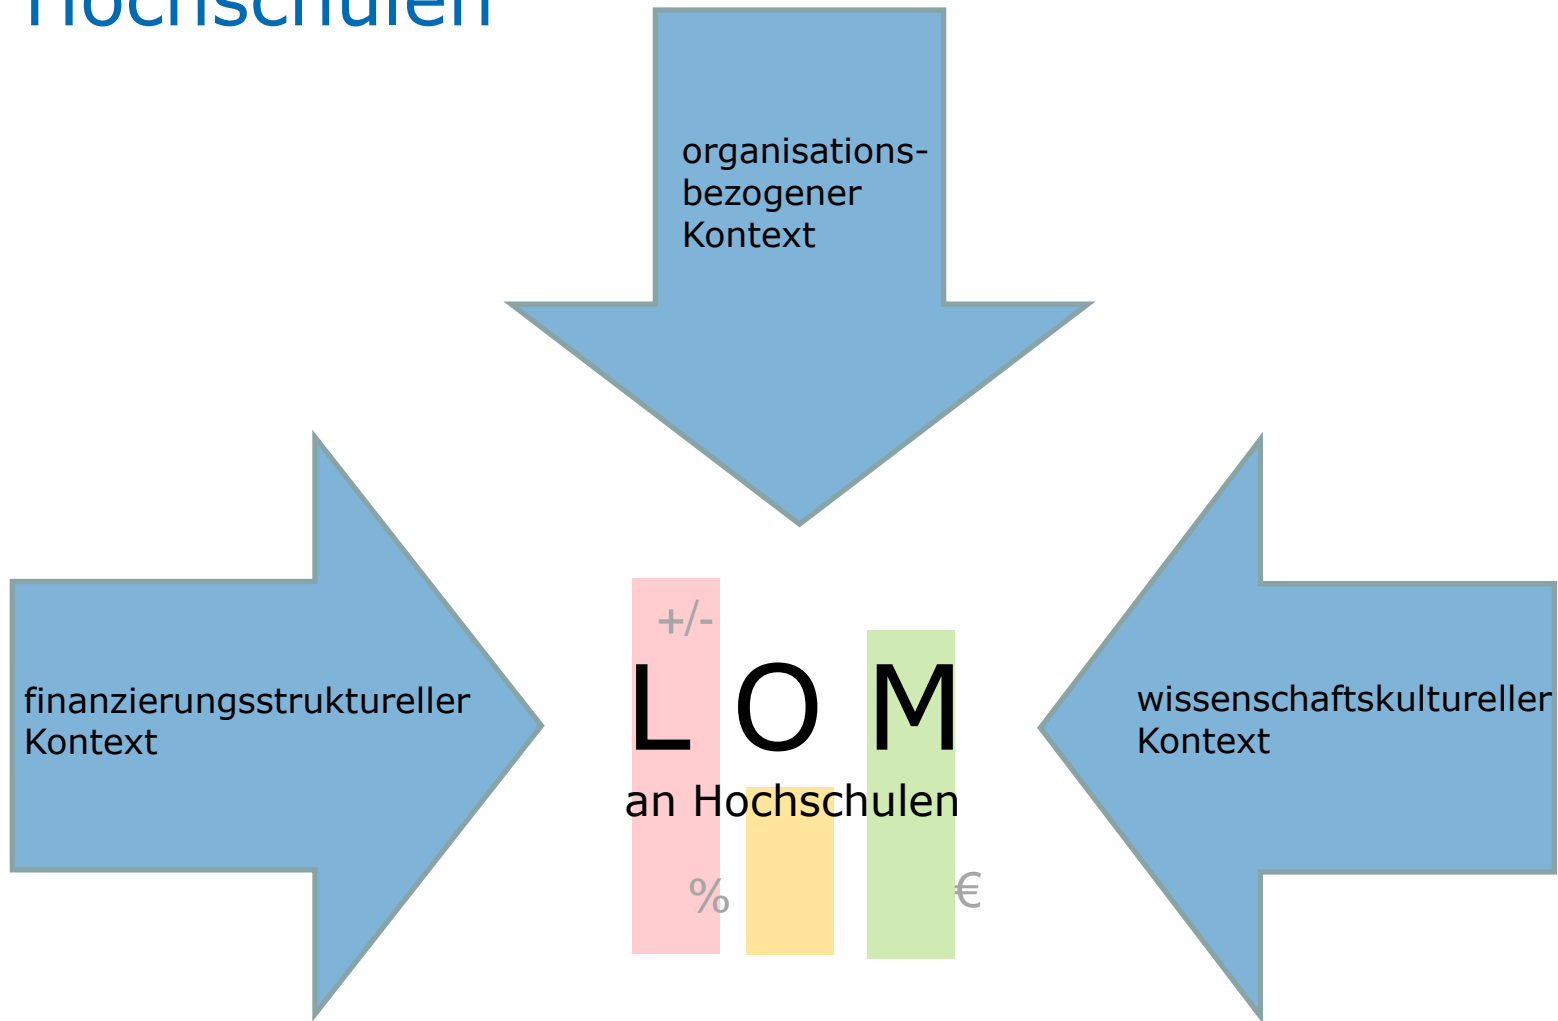 Hochschulen
organisations-
bezogener
Kontext
finanzierungsstruktureller
Kontext
+/-
L O M
an Hochschulen
%
€
wissenschaftskultureller
Kontext